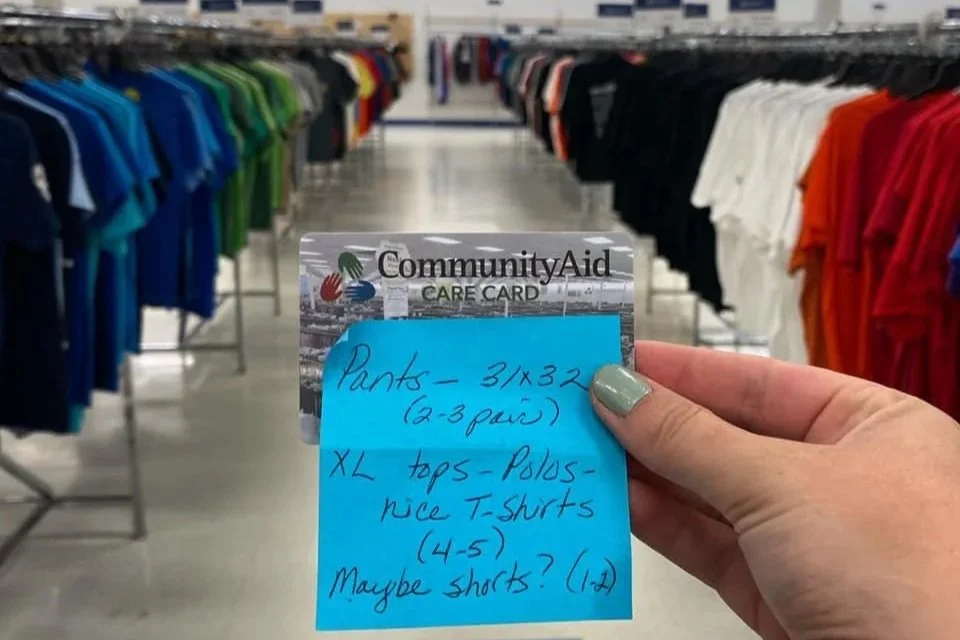 CommunityAid
CARE CARD
Pants - 31x32
(2-3 pair)
XL tops - Polos -
nice T-Shirts
(4-5)
Maybe shorts? (1-2)